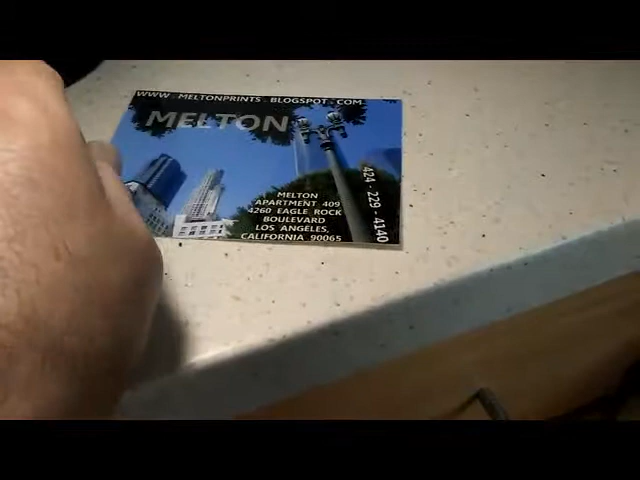 WWW . MELTONPRINTS . BLOGSPOT . COM
MELTON
MELTON
APARTMENT 409
4260 EAGLE ROCK
BOULEVARD
LOS ANGELES,
CALIFORNIA 90065
424 - 229 - 4140